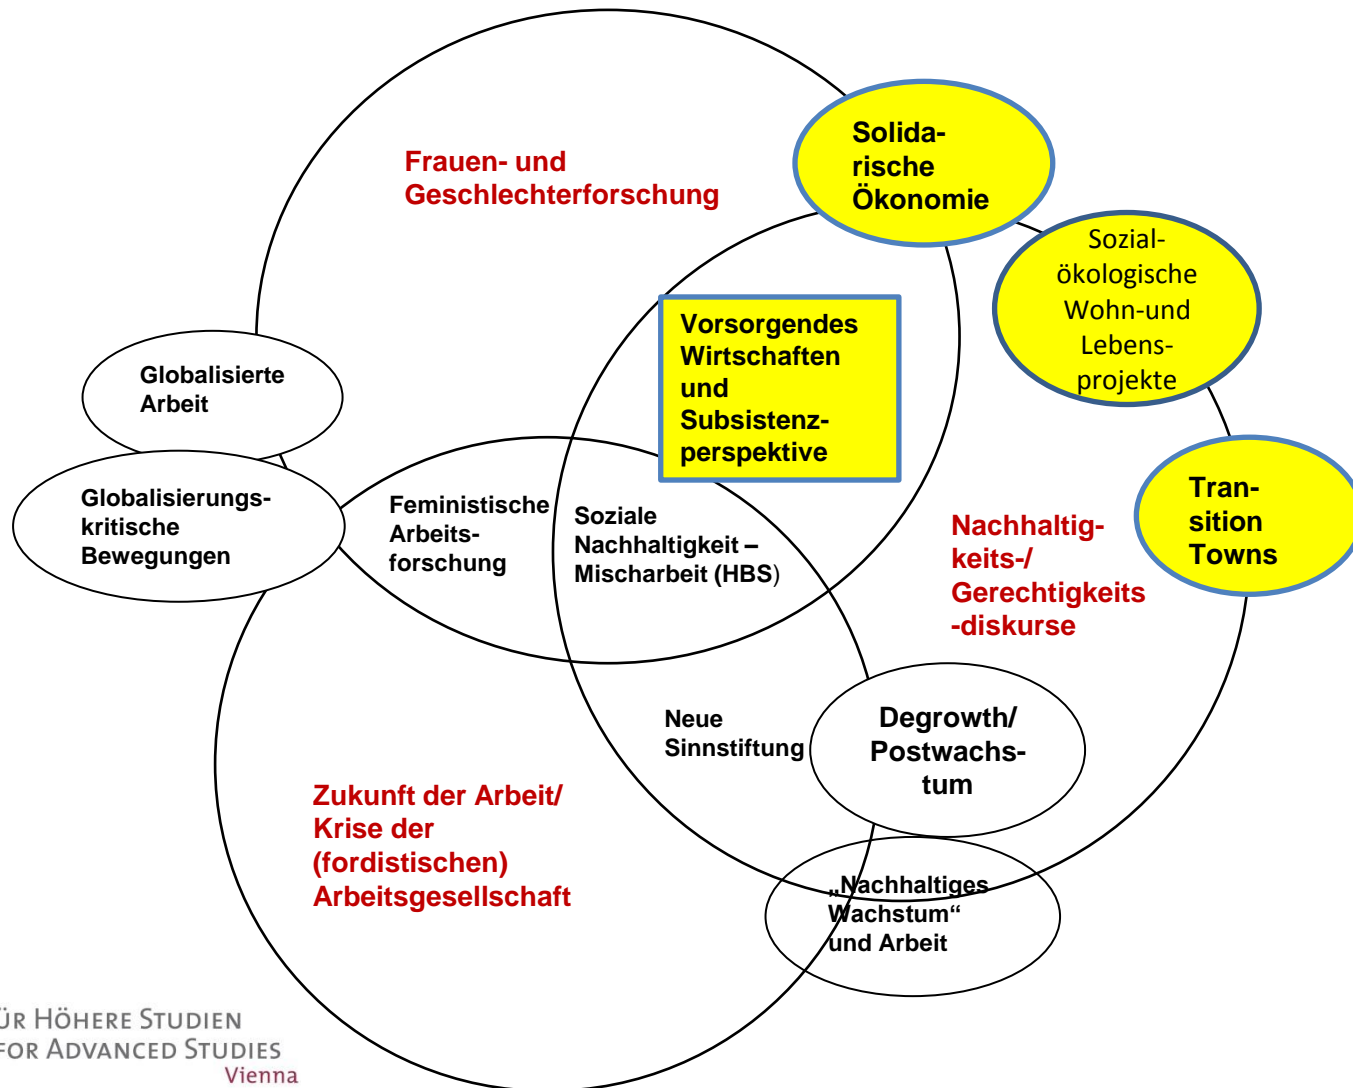 Solida-
rische
Ökonomie
Frauen- und
Geschlechterforschung
Sozial-
ökologische
Wohn-und
Lebens-
projekte
Vorsorgendes
Wirtschaften
und
Subsistenz-
perspektive
Globalisierte
Arbeit
Globalisierungs-
kritische
Bewegungen
Feministische
Arbeits-
forschung
Soziale
Nachhaltigkeit –
Mischarbeit (HBS)
Tran-
sition
Towns
Nachhaltig-
keits-/
Gerechtigkeits
-diskurse
Neue
Sinnstiftung
Degrowth/
Postwachs-
tum
Zukunft der Arbeit/
Krise der
(fordistischen)
Arbeitsgesellschaft
„Nachhaltiges
Wachstum“
und Arbeit
ÜR HÖHERE STUDIEN
FOR ADVANCED STUDIES
Vienna